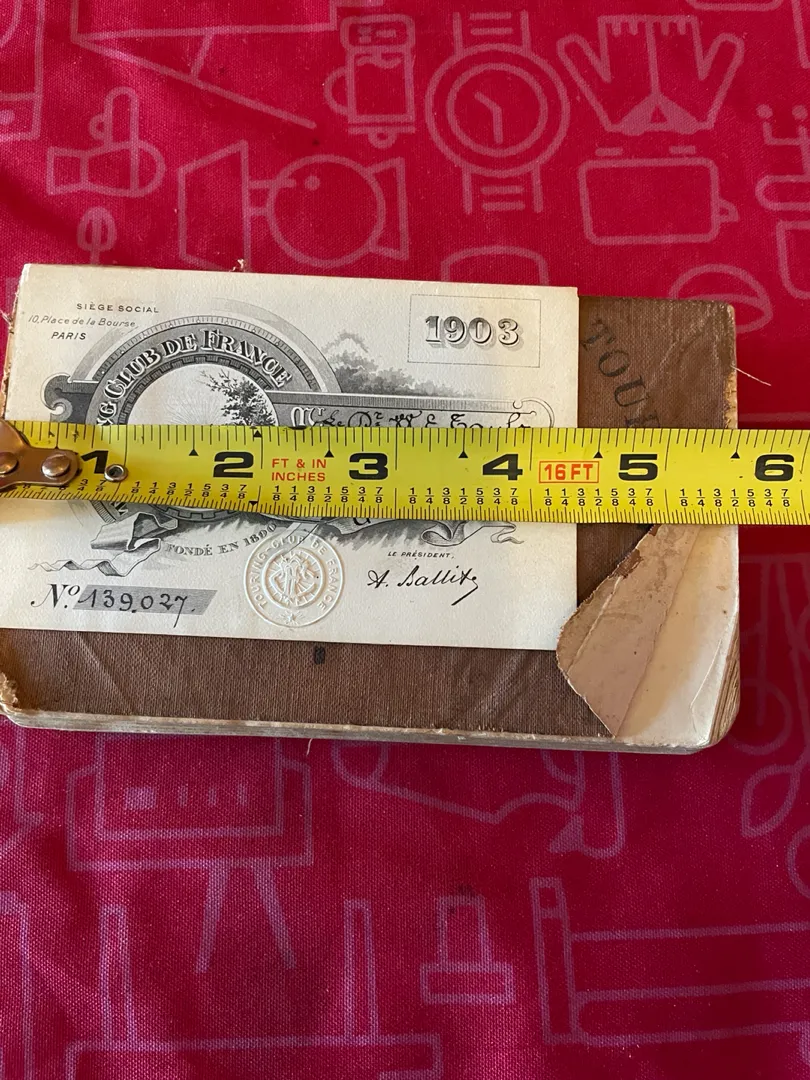 SIÈGE SOCIAL
10, Place de la Bourse,
PARIS
1903
G-CLUB DE FRANCE
TOU
1 2 3 4 5 6
FT & IN
INCHES
16 FT
FONDÉ EN 1890
TOURING-CLUB DE FRANCE
LE PRÉSIDENT,
A. Ballif
Nº 139.027.